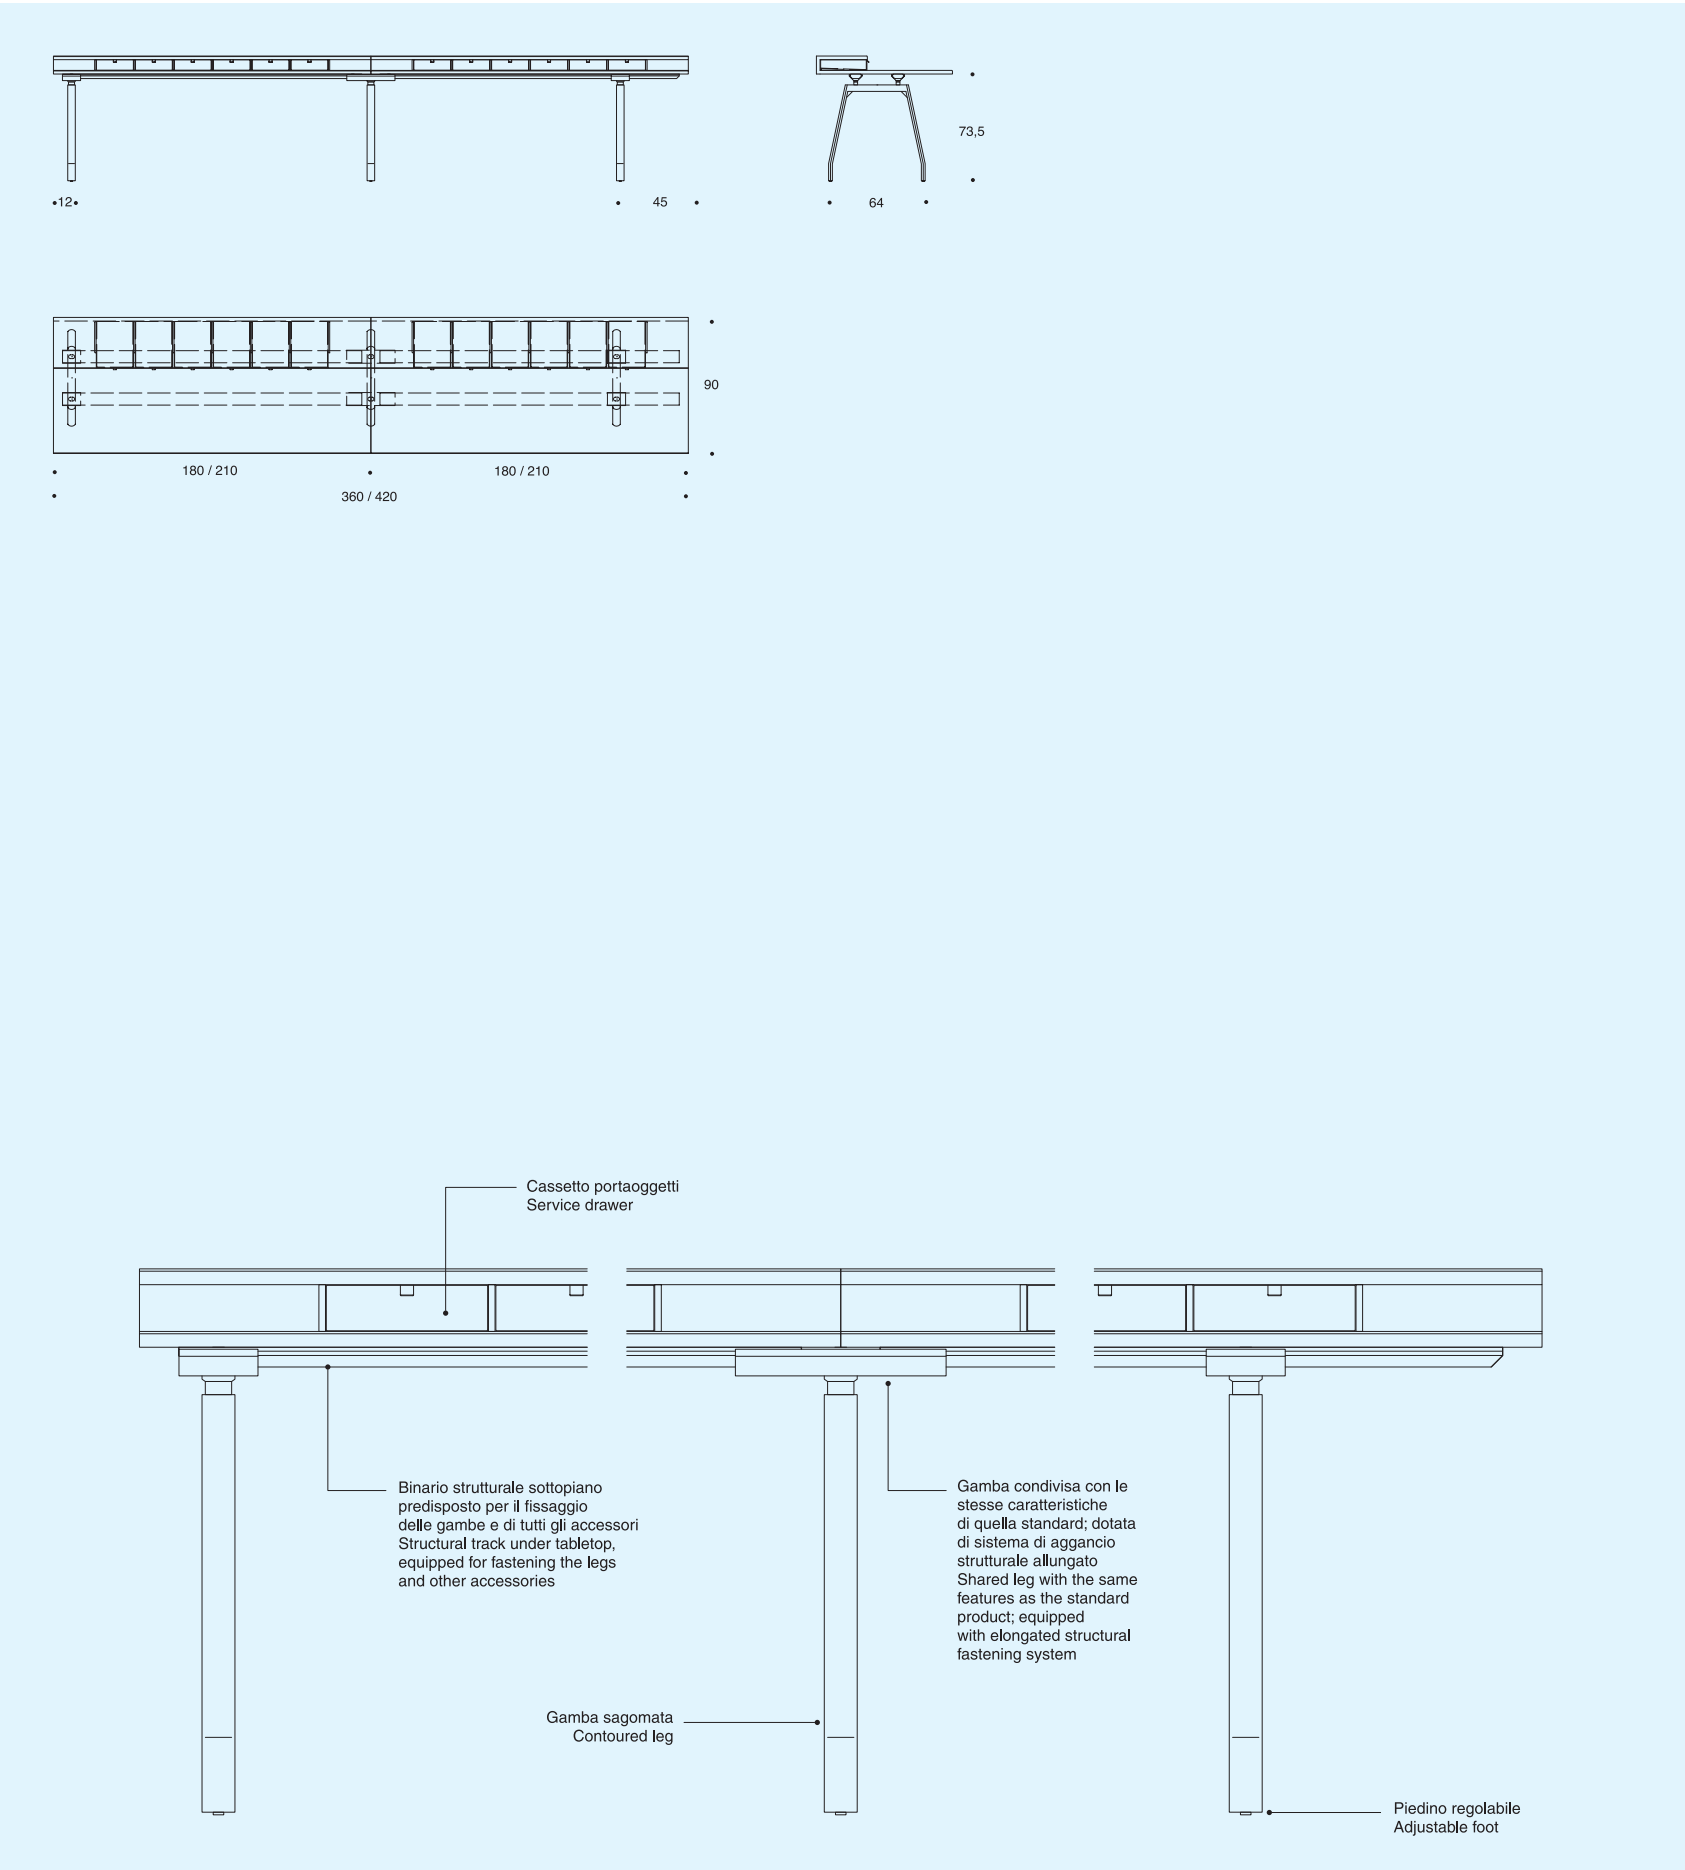 73,5
12
45
64
90
180 / 210
180 / 210
360 / 420
Cassetto portaoggetti
Service drawer
Binario strutturale sottopiano
predisposto per il fissaggio
delle gambe e di tutti gli accessori
Structural track under tabletop,
equipped for fastening the legs
and other accessories
Gamba condivisa con le
stesse caratteristiche
di quella standard; dotata
di sistema di aggancio
strutturale allungato
Shared leg with the same
features as the standard
product; equipped
with elongated structural
fastening system
Gamba sagomata
Contoured leg
Piedino regolabile
Adjustable foot